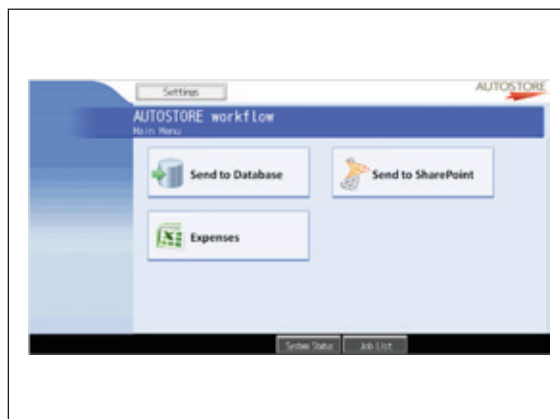 Settings
AUTOSTORE
AUTOSTORE workflow
Main Menu
Send to Database
Send to SharePoint
Expenses
System Status
Job List